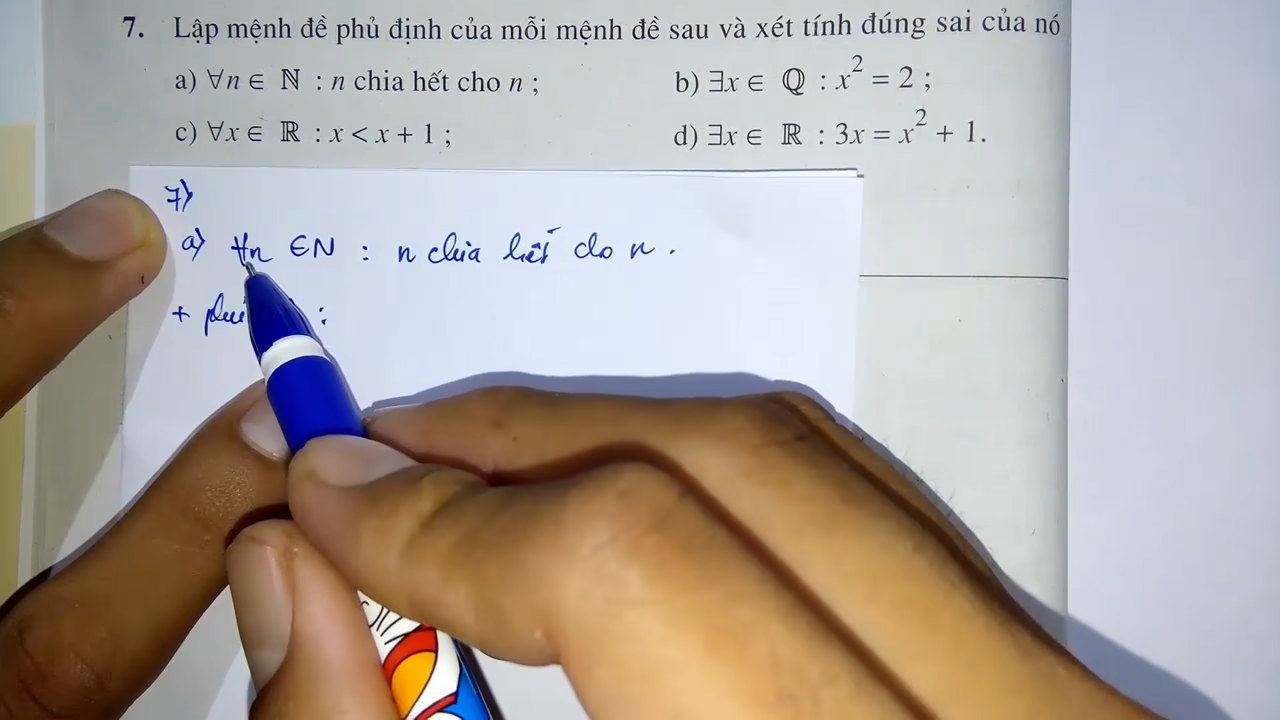 7. Lập mệnh đề phủ định của mỗi mệnh đề sau và xét tính đúng sai của nó
a) ∀n ∈ ℕ : n chia hết cho n ; b) ∃x ∈ ℚ : x² = 2 ;
c) ∀x ∈ ℝ : x < x + 1 ; d) ∃x ∈ ℝ : 3x = x² + 1.
7)
a) ∀n ∈ N : n chia hết cho n .
+ :